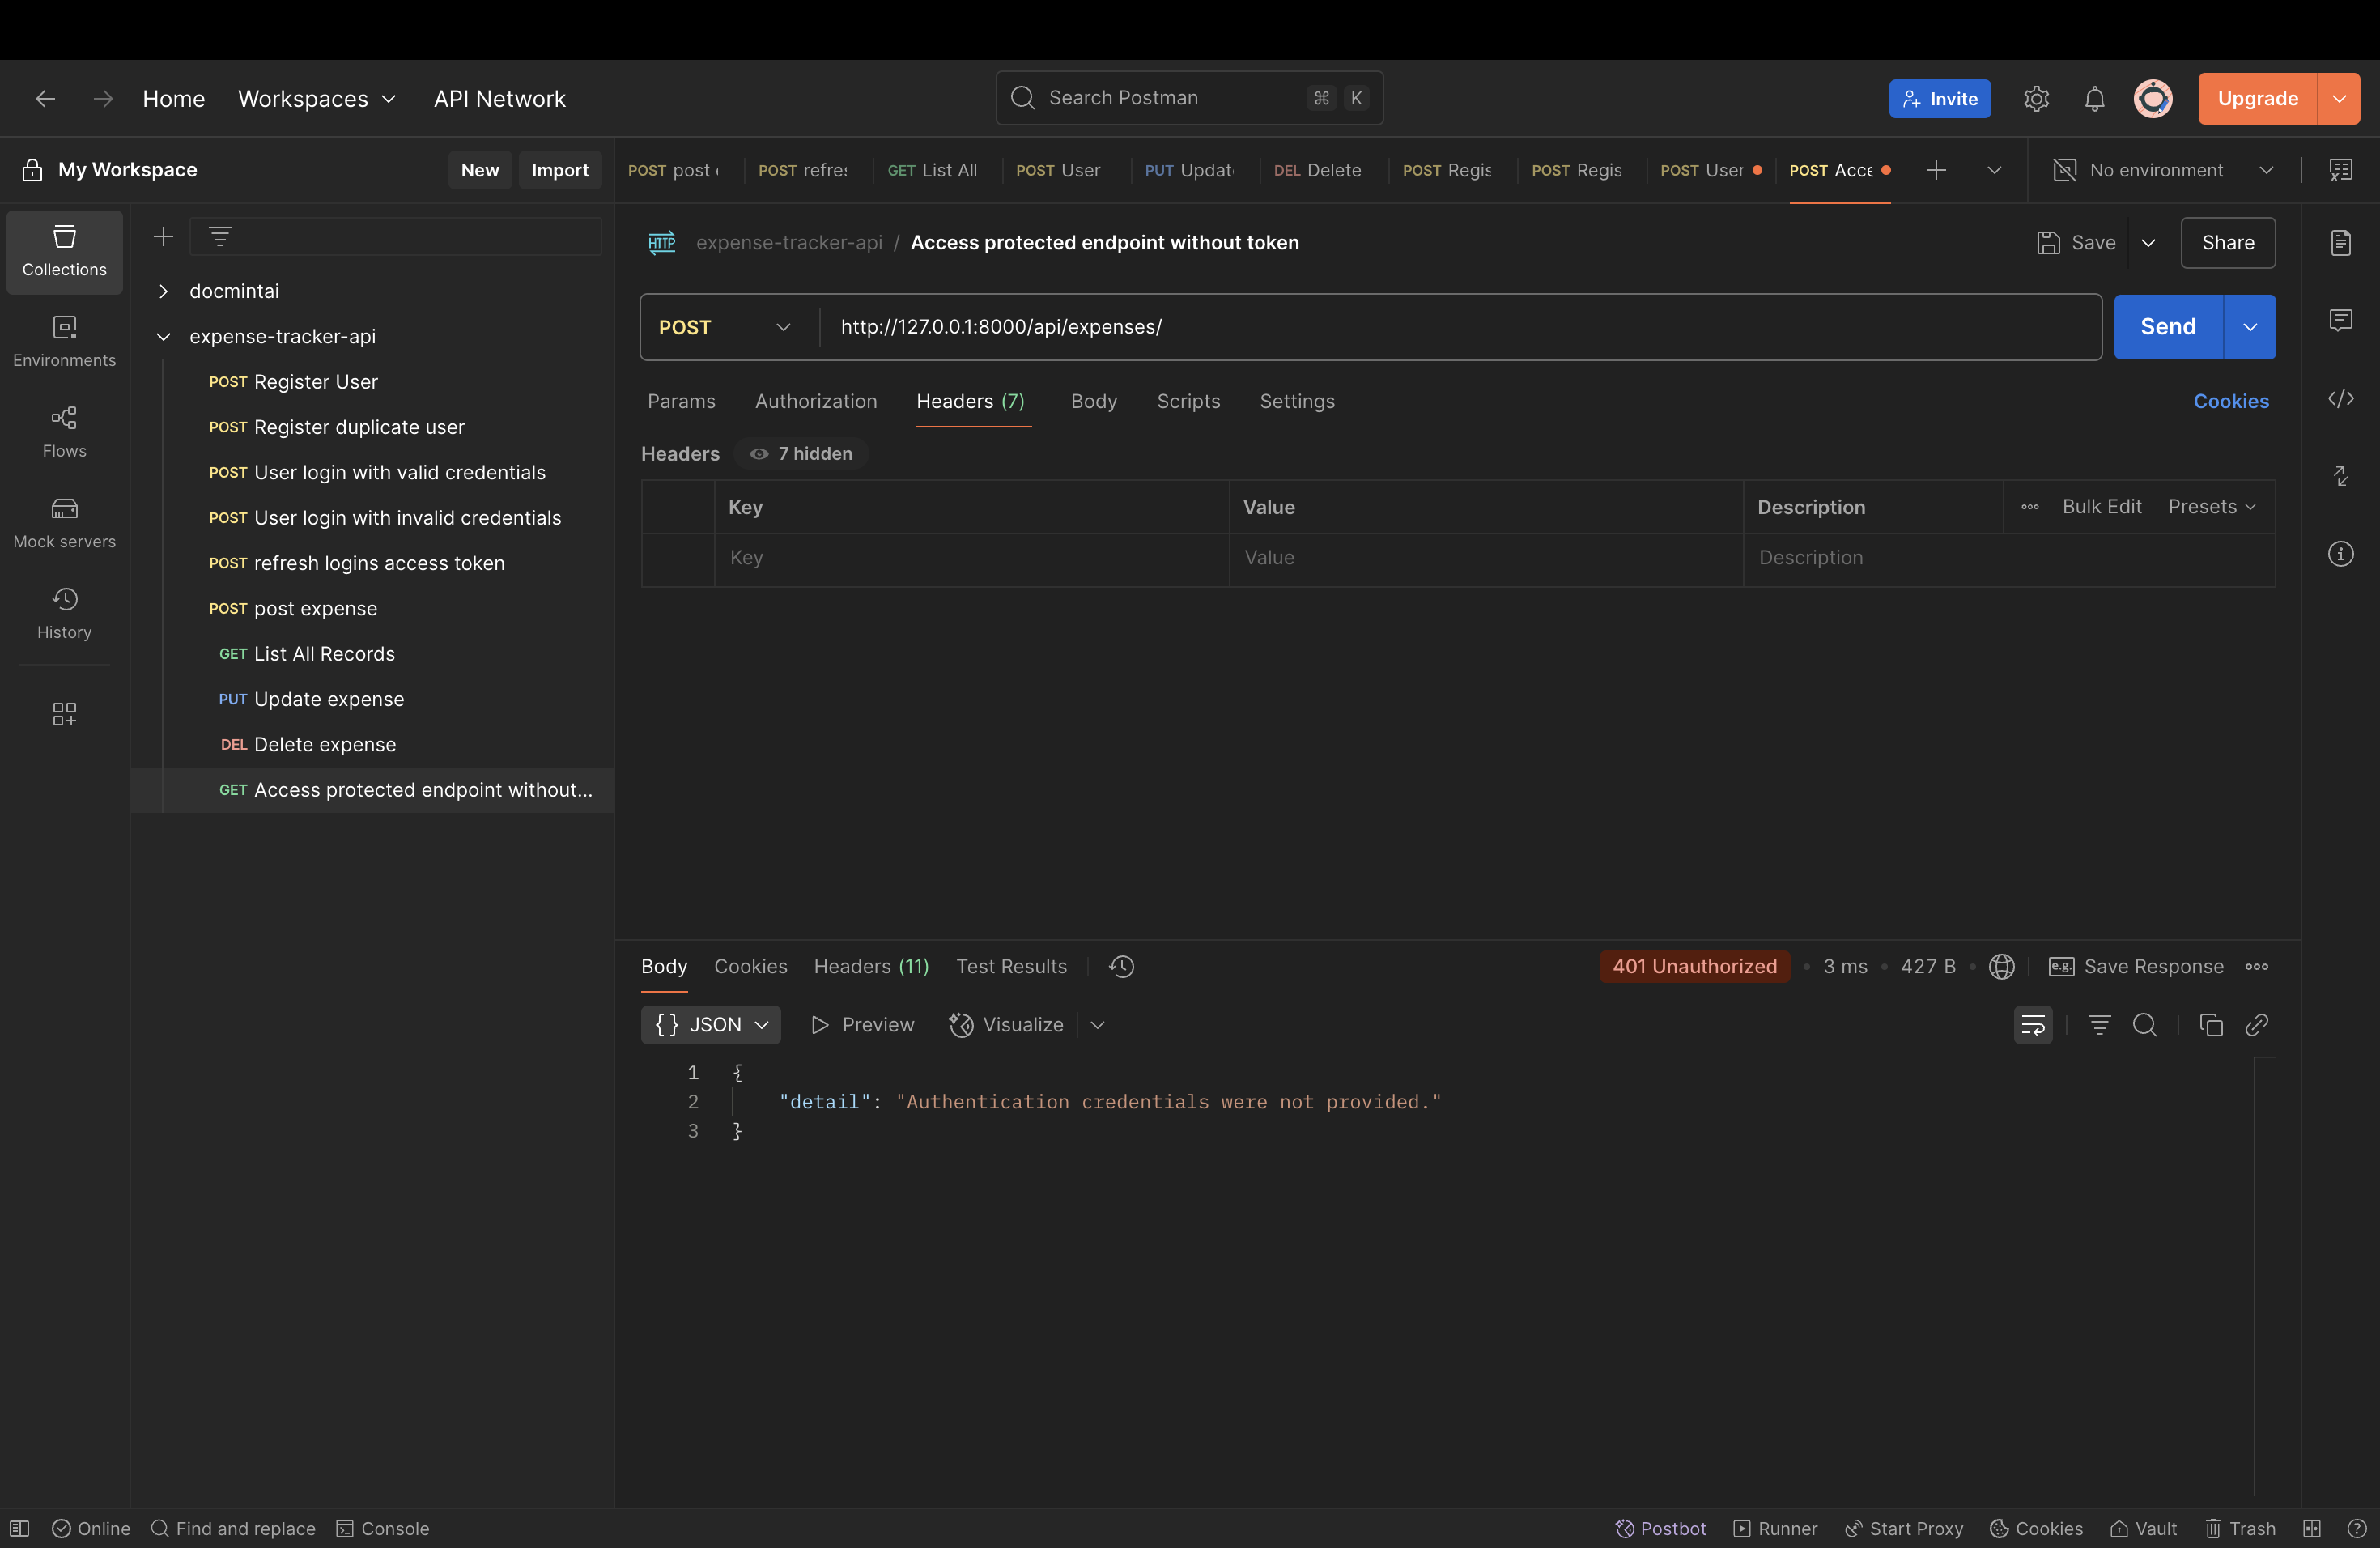 Home Workspaces API Network
Search Postman ⌘ K
Invite Upgrade
My Workspace New Import
POST post
POST refre
GET List All
POST User
PUT Updat
DEL Delete
POST Regis
POST Regis
POST User
POST Acce
No environment
Collections
Environments
Flows
Mock servers
History
docmintai
expense-tracker-api
POST Register User
POST Register duplicate user
POST User login with valid credentials
POST User login with invalid credentials
POST refresh logins access token
POST post expense
GET List All Records
PUT Update expense
DEL Delete expense
GET Access protected endpoint without...
HTTP expense-tracker-api / Access protected endpoint without token
Save Share
POST http://127.0.0.1:8000/api/expenses/
Send
Params Authorization Headers (7) Body Scripts Settings
Cookies
Headers 7 hidden
Key Value Description Bulk Edit Presets
Key Value Description
Body Cookies Headers (11) Test Results
401 Unauthorized • 3 ms • 427 B • e.g. Save Response
{} JSON Preview Visualize
1 {
2 "detail": "Authentication credentials were not provided."
3 }
Online Find and replace Console
Postbot Runner Start Proxy Cookies Vault Trash